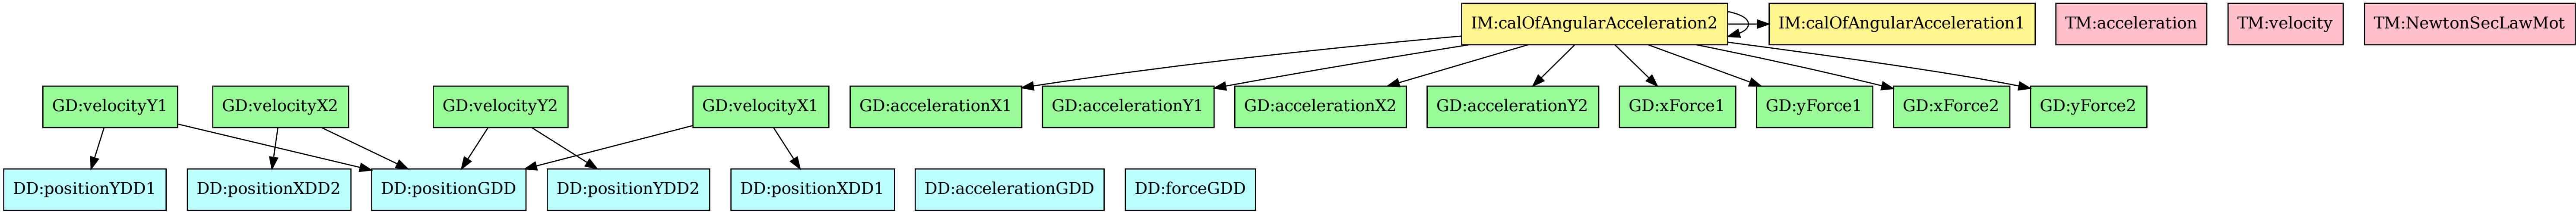 IM:calOfAngularAcceleration2
IM:calOfAngularAcceleration1
TM:acceleration
TM:velocity
TM:NewtonSecLawMot
GD:velocityY1
GD:velocityX2
GD:velocityY2
GD:velocityX1
GD:accelerationX1
GD:accelerationY1
GD:accelerationX2
GD:accelerationY2
GD:xForce1
GD:yForce1
GD:xForce2
GD:yForce2
DD:positionYDD1
DD:positionXDD2
DD:positionGDD
DD:positionYDD2
DD:positionXDD1
DD:accelerationGDD
DD:forceGDD